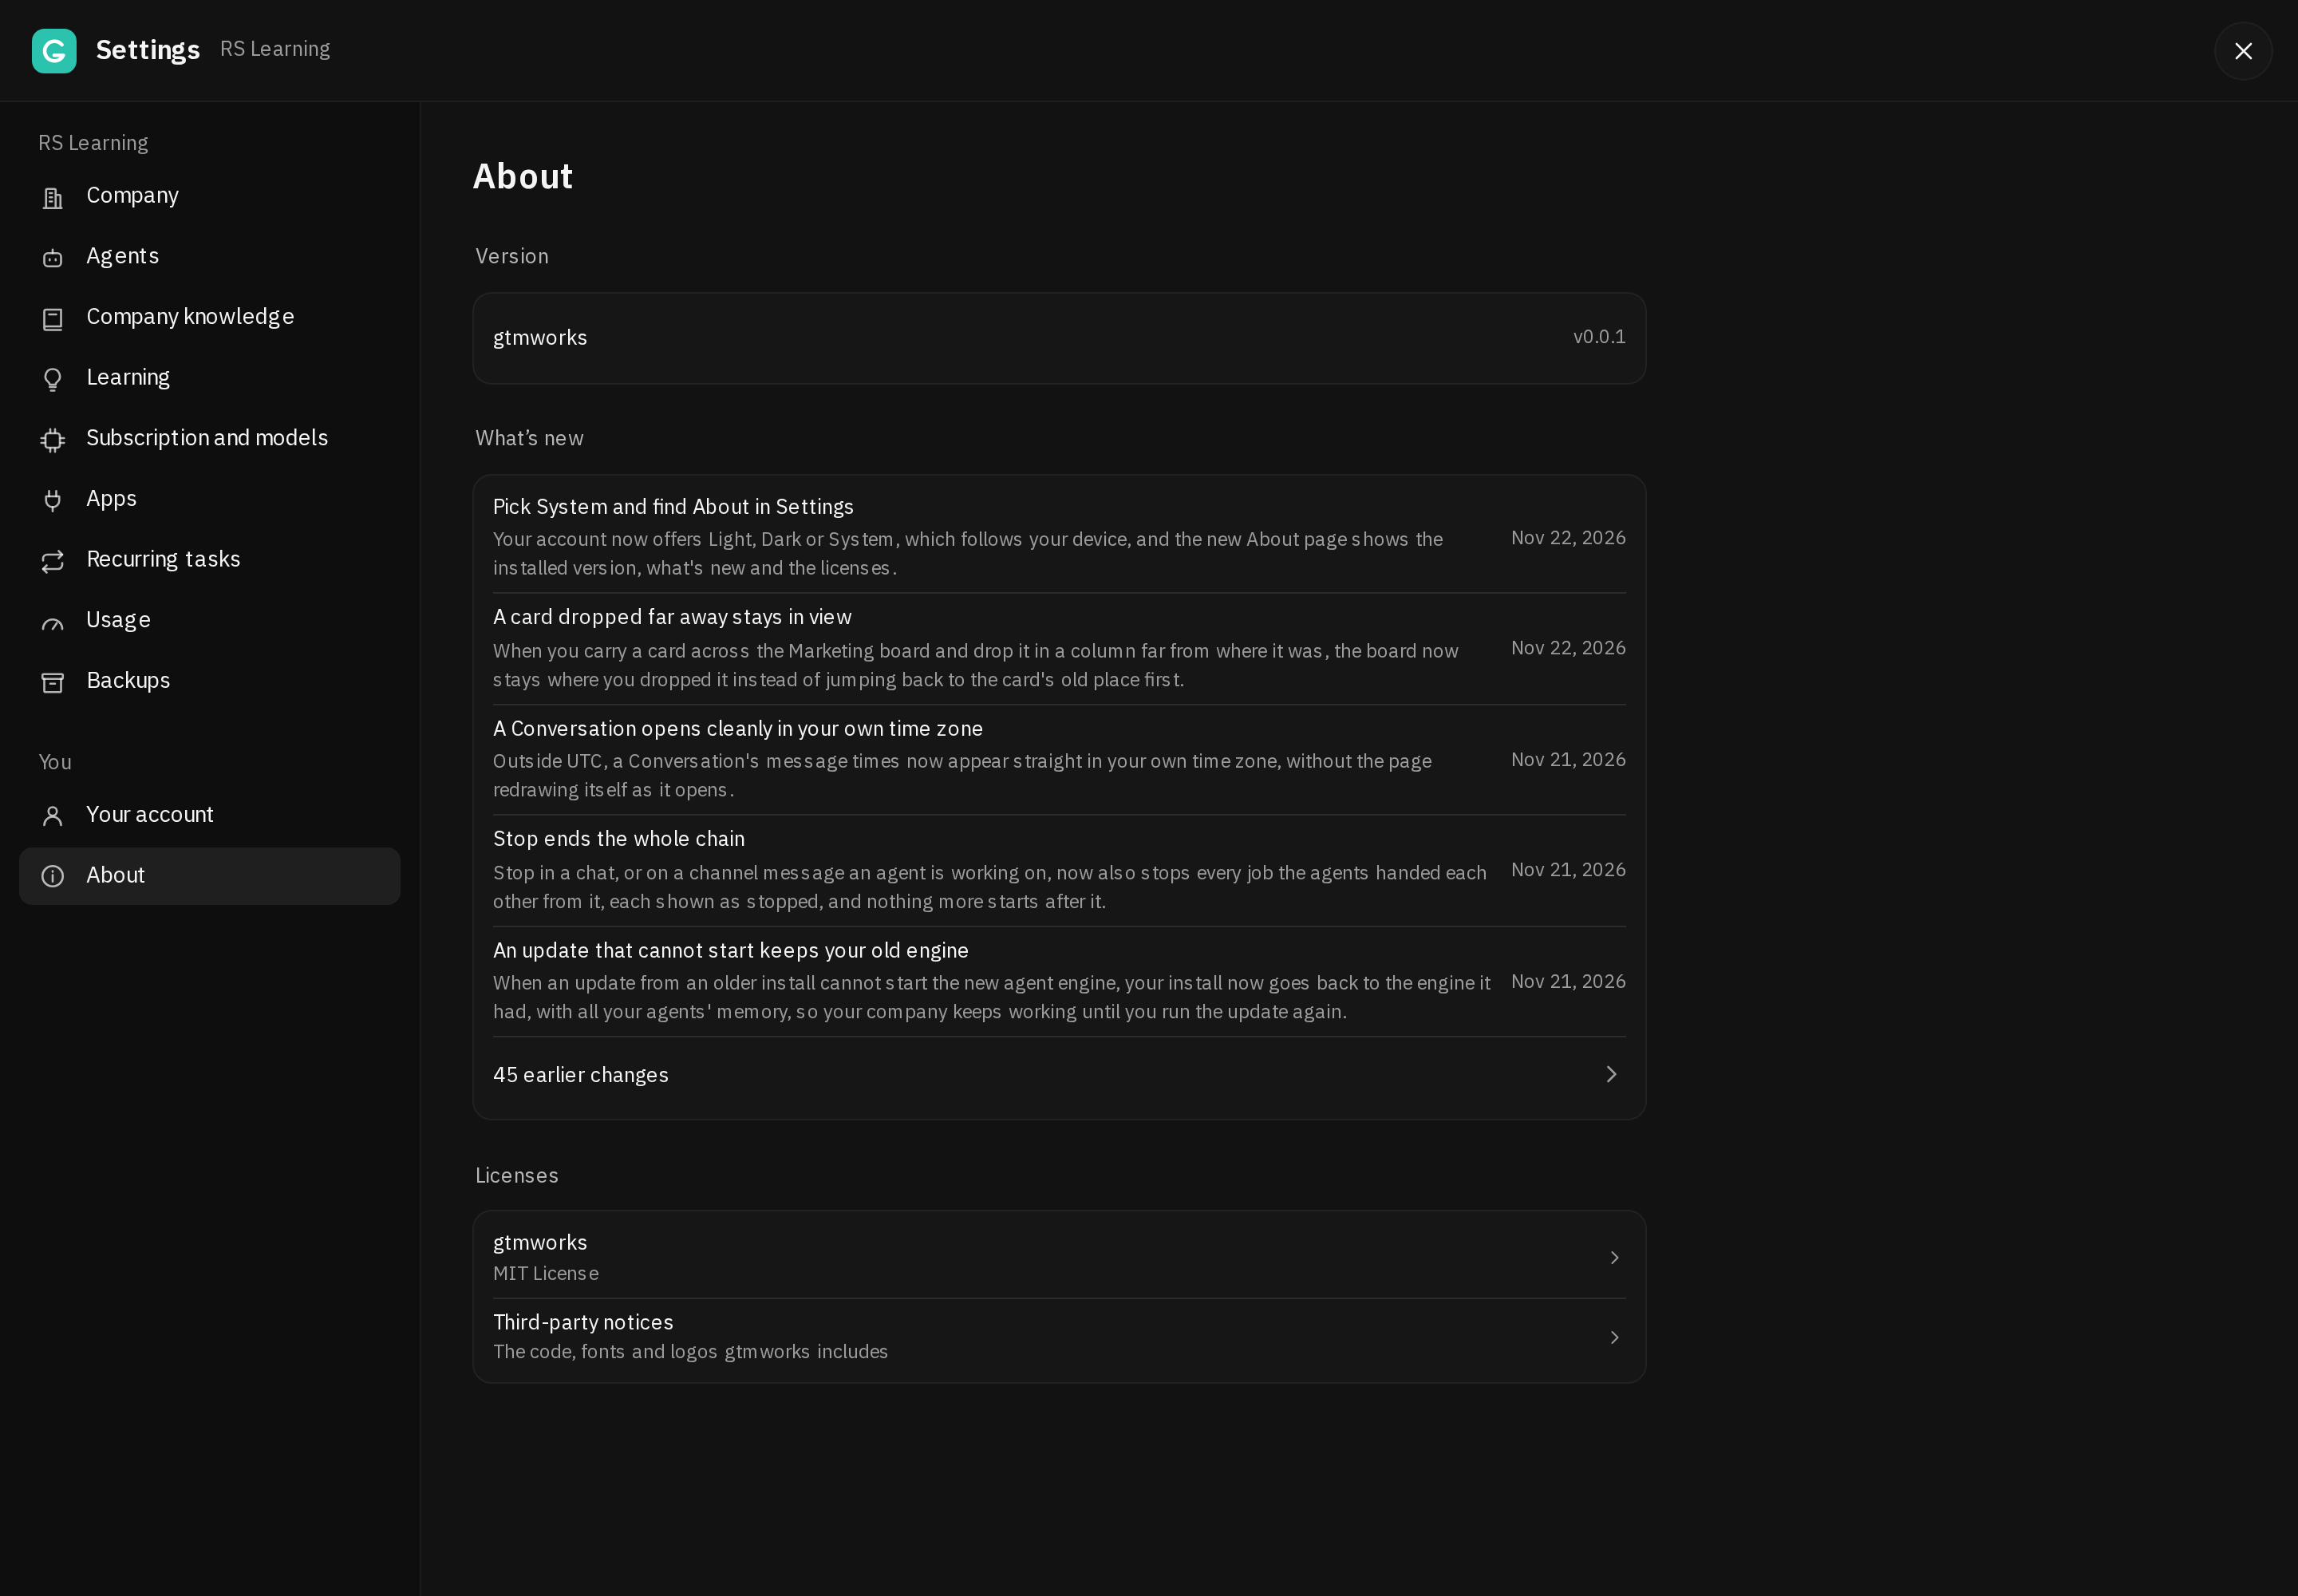 Settings RS Learning
RS Learning
Company
Agents
Company knowledge
Learning
Subscription and models
Apps
Recurring tasks
Usage
Backups
You
Your account
About
About
Version
gtmworks v0.0.1
What’s new
Pick System and find About in Settings
Your account now offers Light, Dark or System, which follows your device, and the new About page shows the
installed version, what's new and the licenses.
Nov 22, 2026
A card dropped far away stays in view
When you carry a card across the Marketing board and drop it in a column far from where it was, the board now
stays where you dropped it instead of jumping back to the card's old place first.
Nov 22, 2026
A Conversation opens cleanly in your own time zone
Outside UTC, a Conversation's message times now appear straight in your own time zone, without the page
redrawing itself as it opens.
Nov 21, 2026
Stop ends the whole chain
Stop in a chat, or on a channel message an agent is working on, now also stops every job the agents handed each
other from it, each shown as stopped, and nothing more starts after it.
Nov 21, 2026
An update that cannot start keeps your old engine
When an update from an older install cannot start the new agent engine, your install now goes back to the engine it
had, with all your agents' memory, so your company keeps working until you run the update again.
Nov 21, 2026
45 earlier changes
Licenses
gtmworks
MIT License
Third-party notices
The code, fonts and logos gtmworks includes